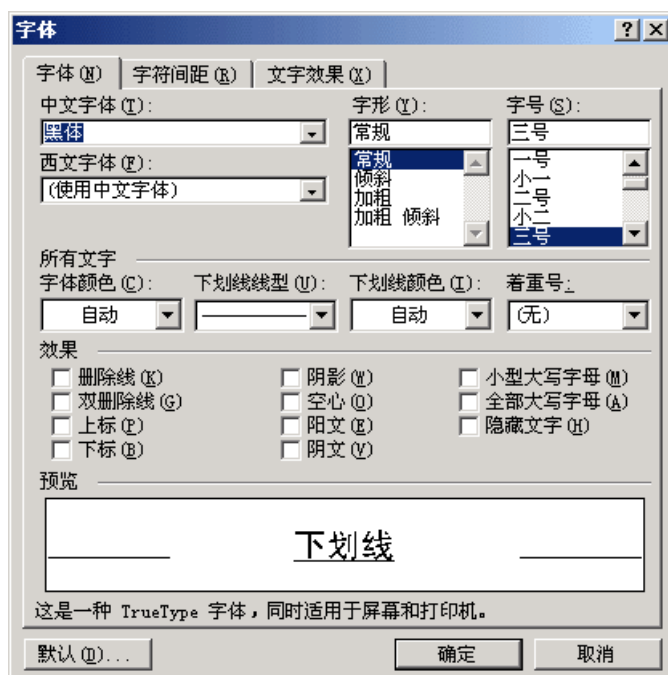 字体
字体(N) 字符间距(R) 文字效果(X)
中文字体(T): 字形(Y): 字号(S):
黑体 常规 三号
西文字体(F): 常规 一号
(使用中文字体) 倾斜 小一
加粗 二号
加粗 倾斜 小二
三号
所有文字
字体颜色(C): 下划线线型(U): 下划线颜色(I): 着重号:
自动 自动 (无)
效果
删除线(K) 阴影(W) 小型大写字母(M)
双删除线(G) 空心(O) 全部大写字母(A)
上标(P) 阳文(E) 隐藏文字(H)
下标(B) 阴文(V)
预览
下划线
这是一种 TrueType 字体，同时适用于屏幕和打印机。
默认(D)... 确定 取消